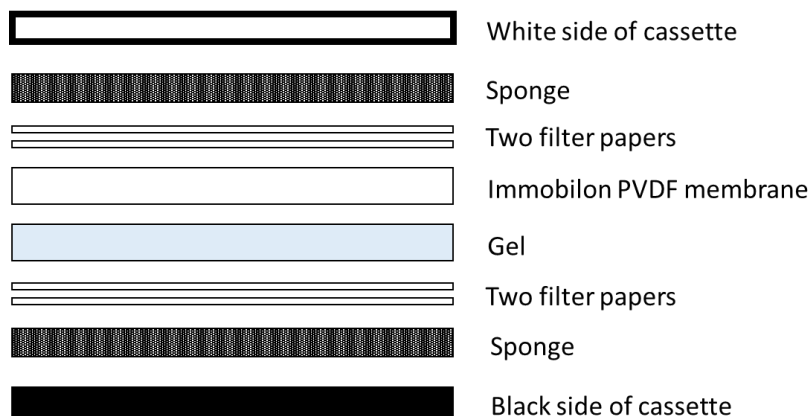 White side of cassette
Sponge
Two filter papers
Immobilon PVDF membrane
Gel
Two filter papers
Sponge
Black side of cassette